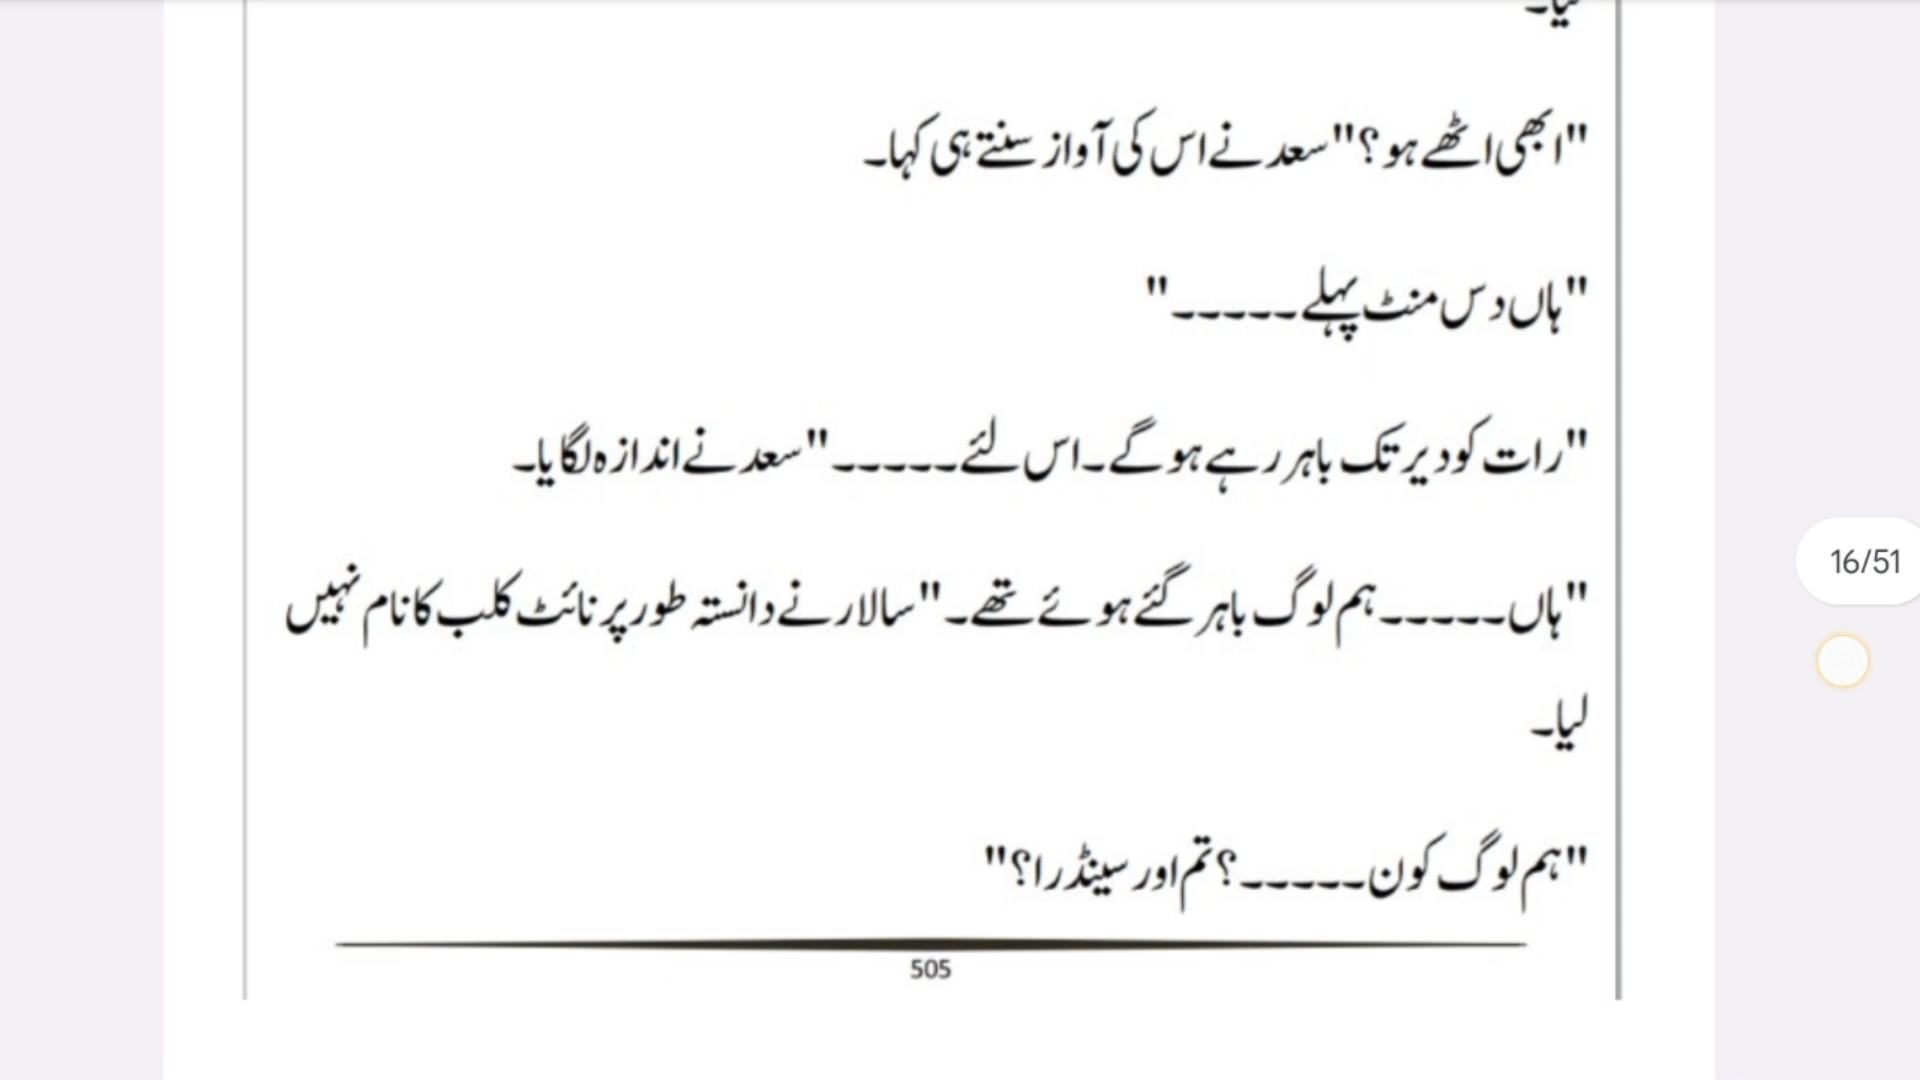 لیا۔
"ابھی اٹھے ہو؟" سعد نے اس کی آواز سنتے ہی کہا۔
"ہاں دس منٹ پہلے۔۔۔۔۔"
"رات کو دیر تک باہر رہے ہو گے۔ اس لئے۔۔۔۔۔" سعد نے اندازہ لگایا۔
"ہاں۔۔۔۔۔ ہم لوگ باہر گئے ہوئے تھے۔" سالار نے دانستہ طور پر نائٹ کلب کا نام نہیں
لیا۔
16/51
"ہم لوگ کون۔۔۔۔۔؟ تم اور سینڈرا؟"
505